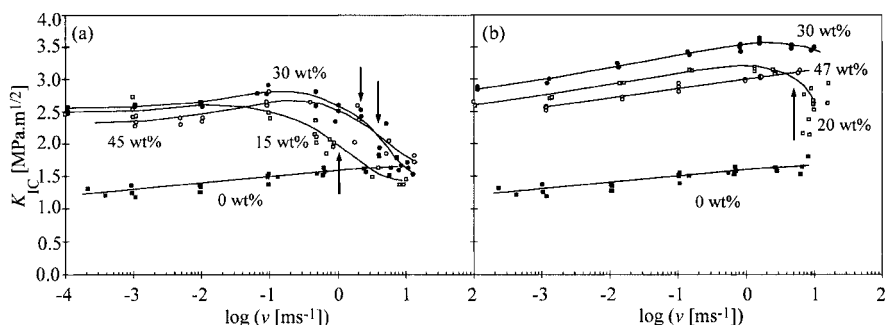 (a)
30 wt%
45 wt%
15 wt%
0 wt%
K_IC [MPa.m^1/2]
4.0
3.5
3.0
2.5
2.0
1.5
1.0
0.5
0.0
-4 -3 -2 -1 0 1 2
log (v [ms^-1])
(b)
30 wt%
47 wt%
20 wt%
0 wt%
-3 -2 -1 0 1 2
log (v [ms^-1])